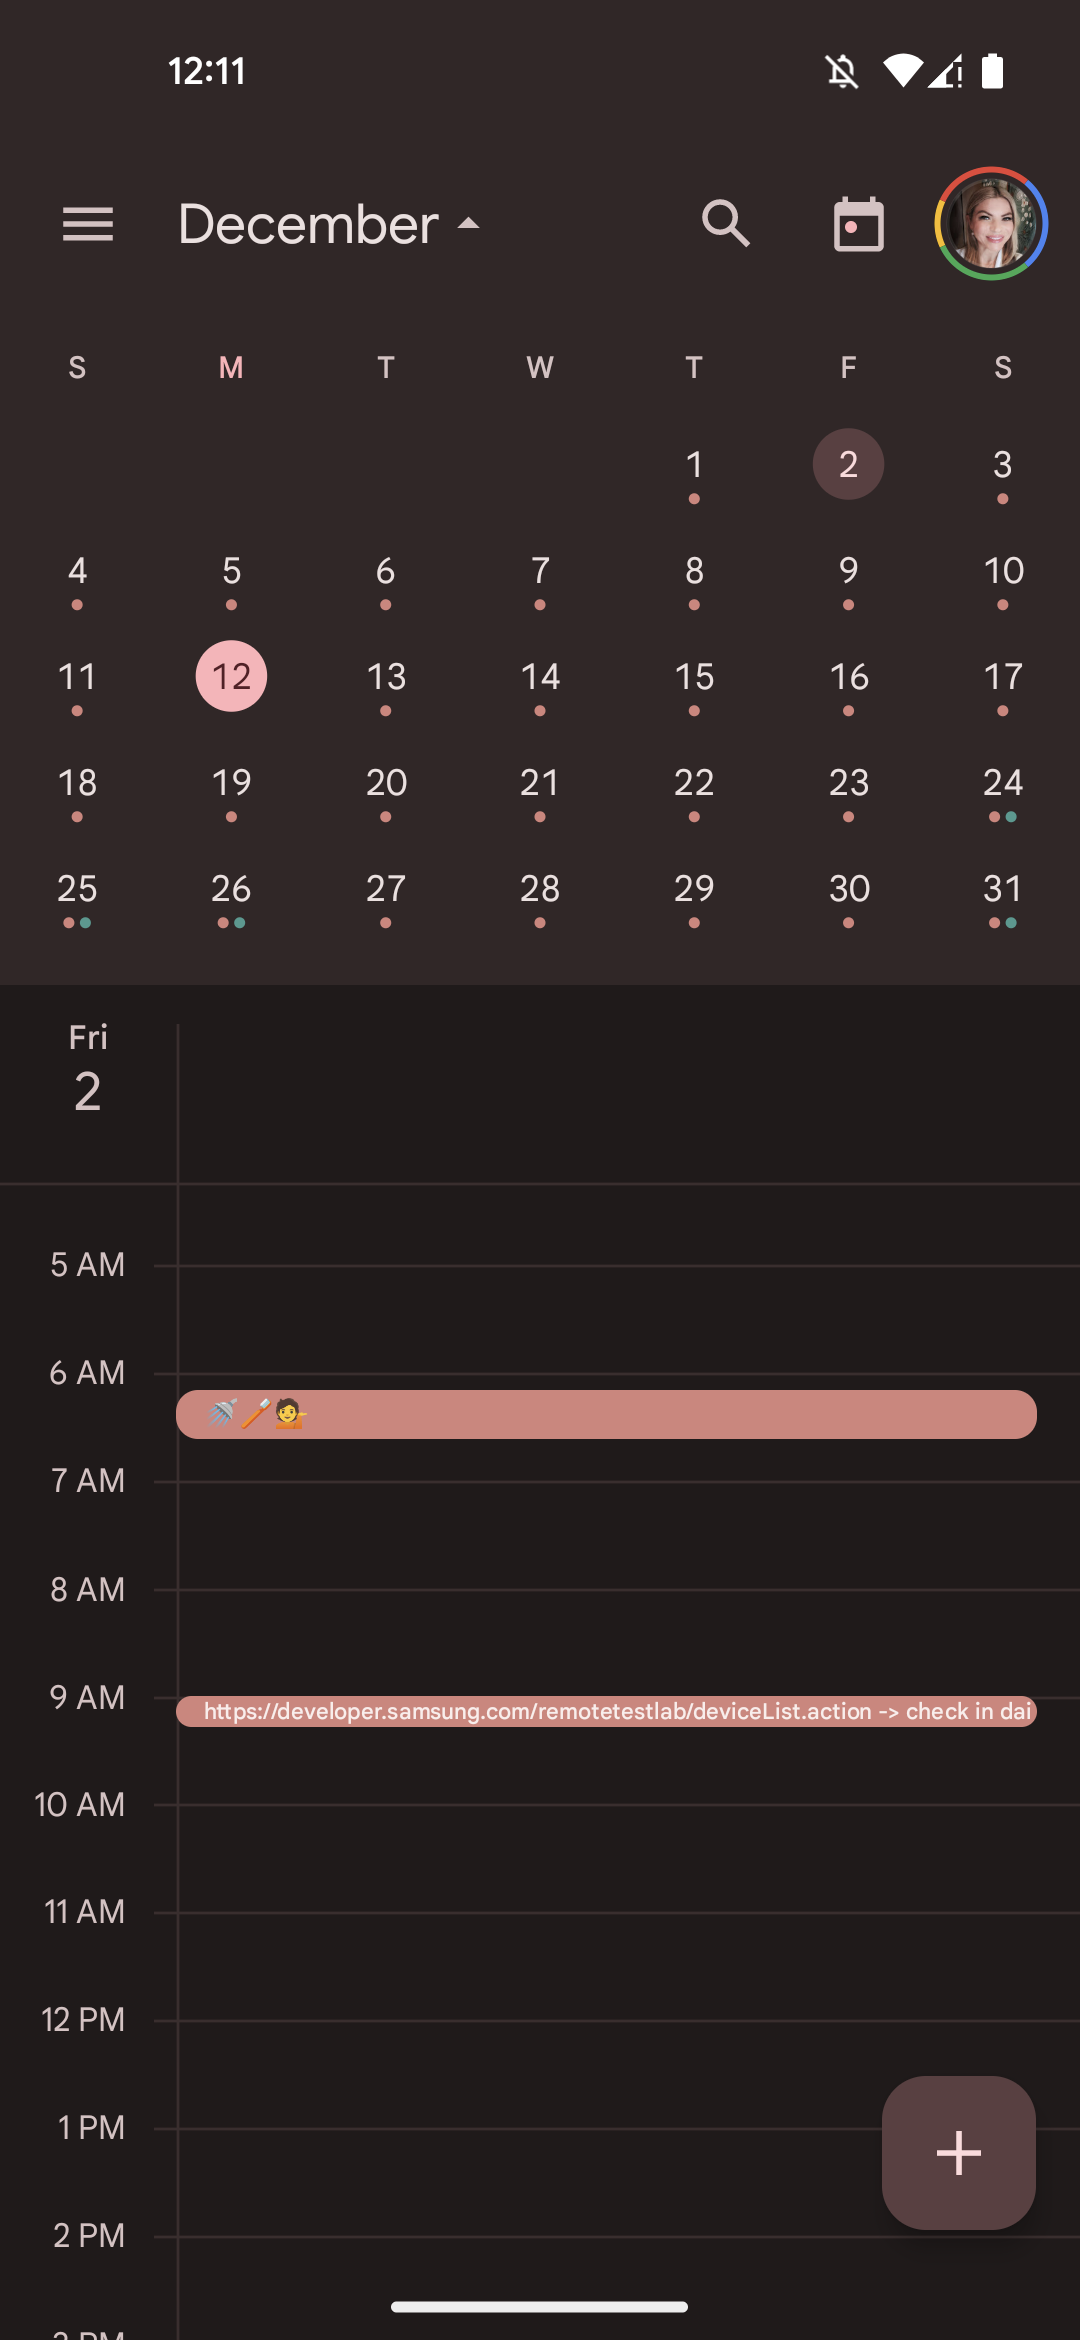 12:11
December
S M T W T F S
1 2 3
4 5 6 7 8 9 10
11 12 13 14 15 16 17
18 19 20 21 22 23 24
25 26 27 28 29 30 31
Fri
2
5 AM
6 AM
🚿🪥💁
7 AM
8 AM
9 AM
https://developer.samsung.com/remotetestlab/deviceList.action -> check in dai
10 AM
11 AM
12 PM
1 PM
2 PM